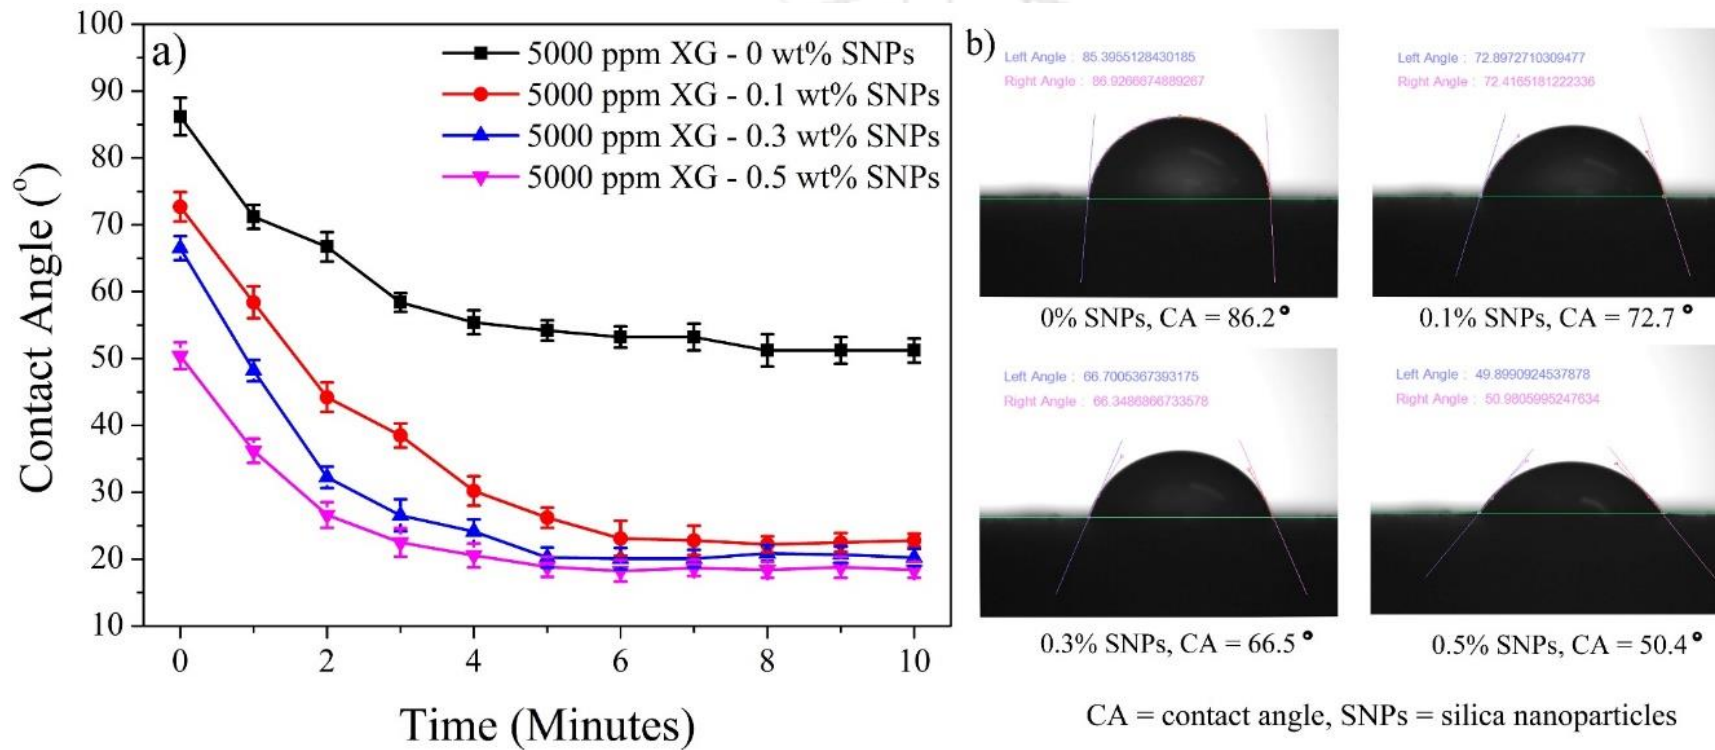 a)
5000 ppm XG - 0 wt% SNPs
5000 ppm XG - 0.1 wt% SNPs
5000 ppm XG - 0.3 wt% SNPs
5000 ppm XG - 0.5 wt% SNPs
Contact Angle (°)
100
90
80
70
60
50
40
30
20
10
0 2 4 6 8 10
Time (Minutes)
b)
Left Angle : 85.3955128430185
Right Angle : 86.9266674889267
0% SNPs, CA = 86.2°
Left Angle : 72.8972710309477
Right Angle : 72.4165181222336
0.1% SNPs, CA = 72.7°
Left Angle : 66.7005367393175
Right Angle : 66.3486866733578
0.3% SNPs, CA = 66.5°
Left Angle : 49.8990924537878
Right Angle : 50.9805995247634
0.5% SNPs, CA = 50.4°
CA = contact angle, SNPs = silica nanoparticles